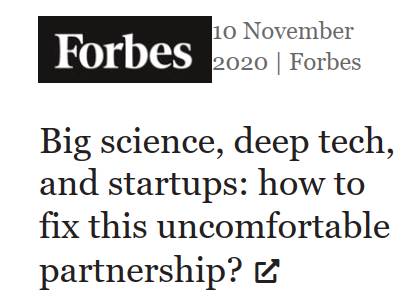 Forbes
10 November
2020 | Forbes
Big science, deep tech,
and startups: how to
fix this uncomfortable
partnership?